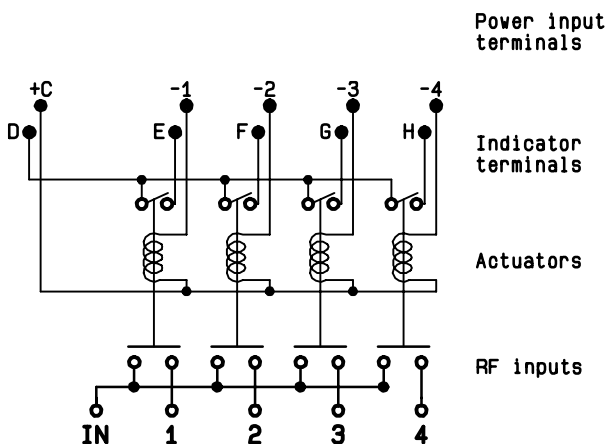 Power input
terminals
+C -1 -2 -3 -4
D E F G H
Indicator
terminals
Actuators
RF inputs
IN 1 2 3 4